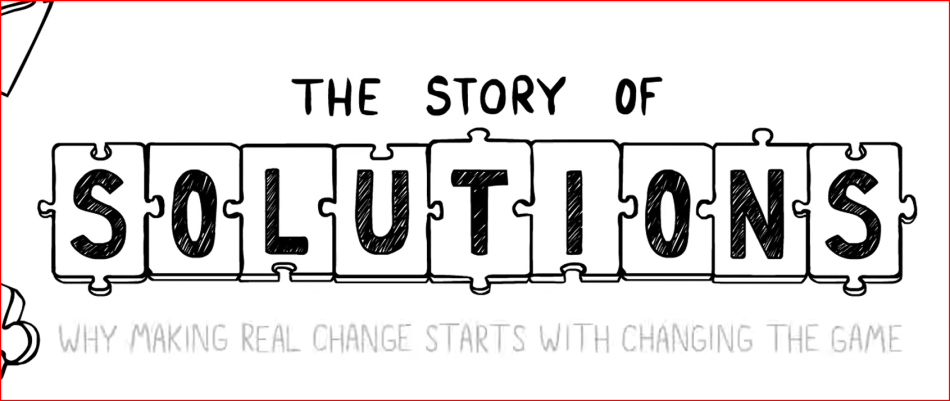 THE STORY OF
SOLUTIONS
WHY MAKING REAL CHANGE STARTS WITH CHANGING THE GAME